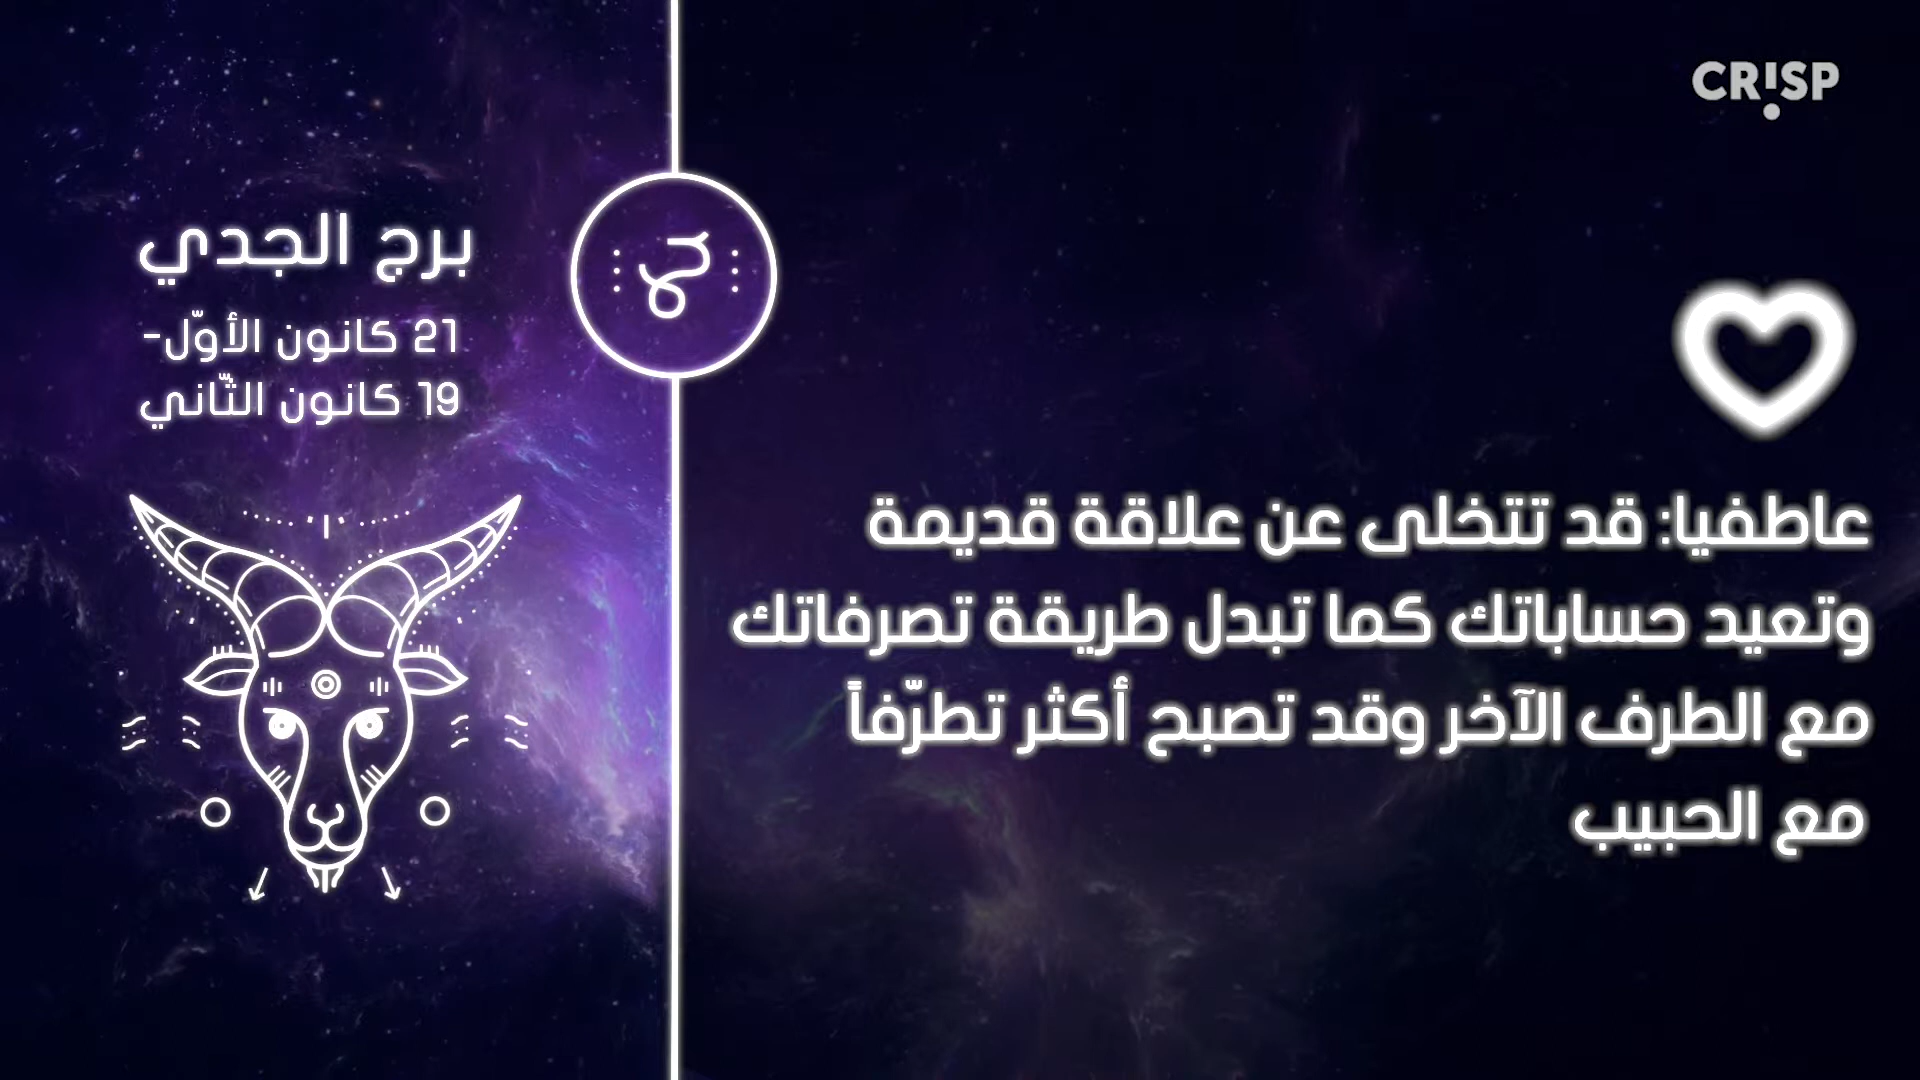 CRISP
برج الجدي
21 كانون الأوّل-
19 كانون الثّاني
عاطفيا: قد تتخلى عن علاقة قديمة
وتعيد حساباتك كما تبدل طريقة تصرفاتك
مع الطرف الآخر وقد تصبح أكثر تطرّفاً
مع الحبيب